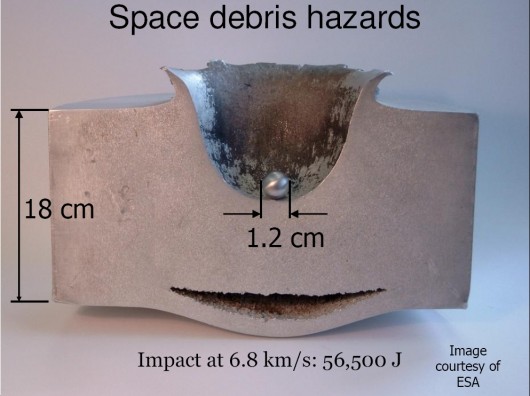 Space debris hazards
18 cm
1.2 cm
Impact at 6.8 km/s: 56,500 J
Image
courtesy of
ESA